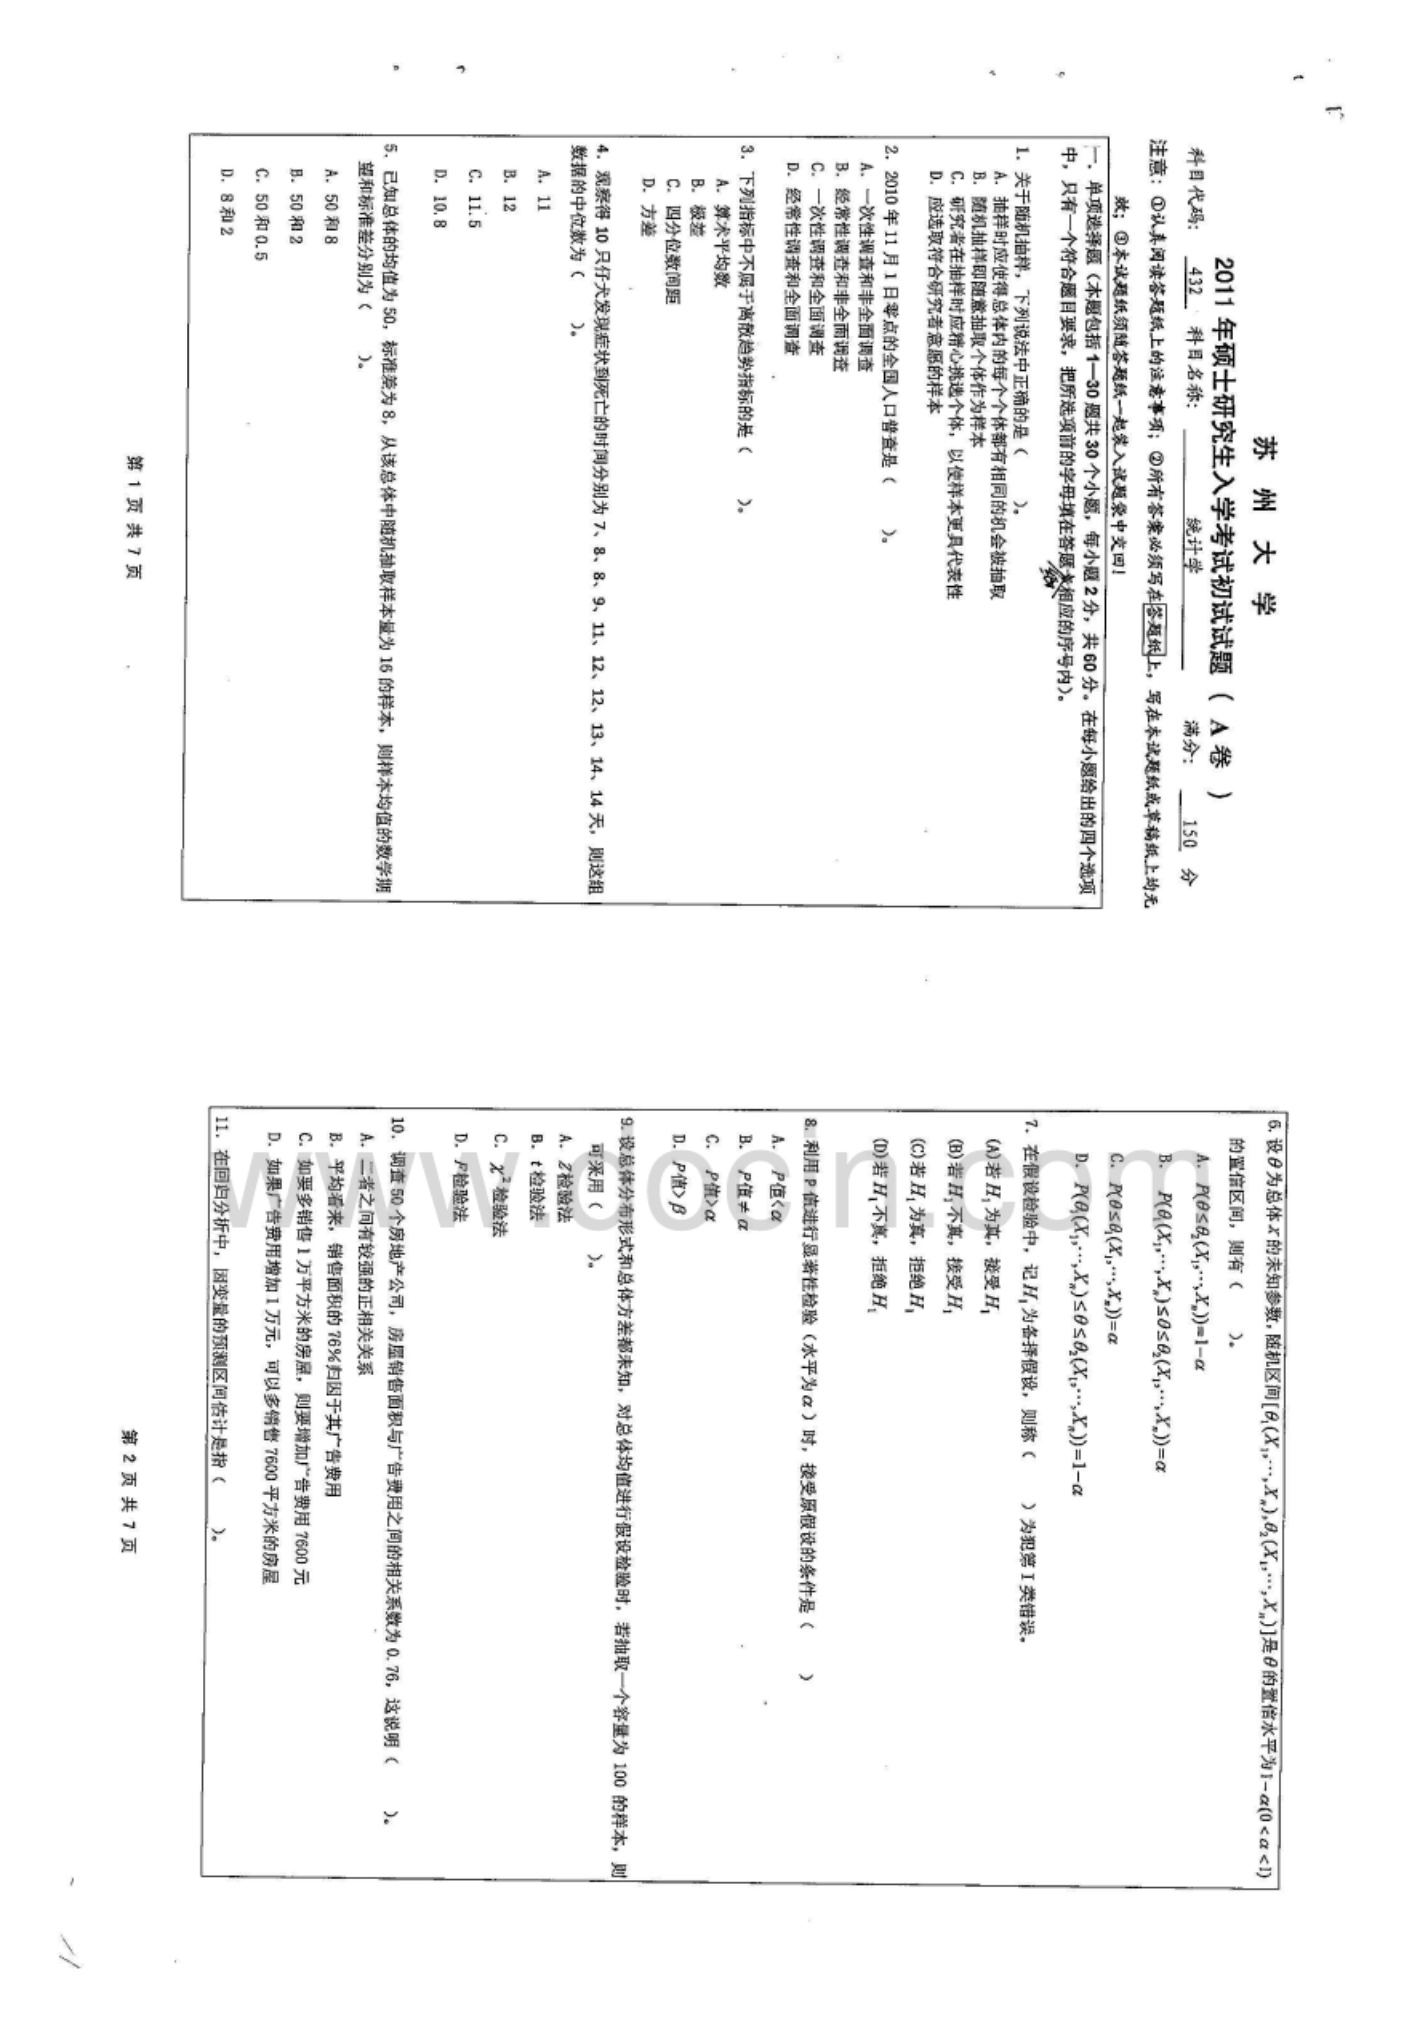 苏州大学
2011年硕士研究生入学考试初试试题（A卷）
科目代码：432 科目名称：统计学 满分：150 分
注意：①认真阅读答题纸上的注意事项；②所有答案必须写在答题纸上，写在本试题纸或草稿纸上均无
效；③本试题纸须随答题纸一起装入试题袋中交回！
一．单项选择题（本题包括1—30题共30个小题，每小题2分，共60分。在每小题给出的四个选项
中，只有一个符合题目要求，把所选项前的字母填在答题纸相应的序号内）。
1．关于随机抽样，下列说法中正确的是（ ）。
A．抽样时应使得总体内的每个个体都有相同的机会被抽取
B．随机抽样即随意抽取个体作为样本
C．研究者在抽样时应精心挑选个体，以使样本更具代表性
D．应选取符合研究者意愿的样本
2．2010年11月1日零点的全国人口普查是（ ）。
A．一次性调查和非全面调查
B．经常性调查和非全面调查
C．一次性调查和全面调查
D．经常性调查和全面调查
3．下列指标中不属于离散趋势指标的是（ ）。
A．算术平均数
B．极差
C．四分位数间距
D．方差
4．观察得10只仔犬发现症状到死亡的时间分别为7、8、8、9、11、12、12、13、14、14天，则这组
数据的中位数为（ ）。
A．11
B．12
C．11.5
D．10.8
5．已知总体的均值为50，标准差为8，从该总体中随机抽取样本量为16的样本，则样本均值的数学期
望和标准差分别为（ ）。
A．50和8
B．50和2
C．50和0.5
D．8和2
第 1 页 共 7 页
6.设θ为总体X的未知参数,随机区间[θ₁(X₁,⋯,Xₙ),θ₂(X₁,⋯,Xₙ)]是θ的置信水平为1−α(0<α<1)
的置信区间，则有（ ）。
A． P(θ≤θ₂(X₁,⋯,Xₙ))=1−α
B． P(θ₁(X₁,⋯,Xₙ)≤θ≤θ₂(X₁,⋯,Xₙ))=α
C． P(θ≤θ₁(X₁,⋯,Xₙ))=α
D P(θ₁(X₁,⋯,Xₙ)≤θ≤θ₂(X₁,⋯,Xₙ))=1−α
7．在假设检验中，记H₁为备择假设，则称（ ）为犯第I类错误。
(A)若H₁为真，接受H₁
(B)若H₁不真，接受H₁
(C)若H₁为真，拒绝H₁
(D)若H₁不真，拒绝H₁
8．利用P值进行显著性检验（水平为α）时，接受原假设的条件是（ ）
A． P值<α
B． P值≠α
C． P值>α
D． P值>β
9.设总体分布形式和总体方差都未知，对总体均值进行假设检验时，若抽取一个容量为100的样本，则
可采用（ ）。
A．Z检验法
B．t检验法
C．χ²检验法
D．F检验法
10．调查50个房地产公司，房屋销售面积与广告费用之间的相关系数为0.76，这说明（ ）。
A．二者之间有较强的正相关关系
B．平均看来，销售面积的76%归因于其广告费用
C．如要多销售1万平方米的房屋，则要增加广告费用7600元
D．如果广告费用增加1万元，可以多销售7600平方米的房屋
11．在回归分析中，因变量的预测区间估计是指（ ）。
第 2 页 共 7 页
www.docin.com